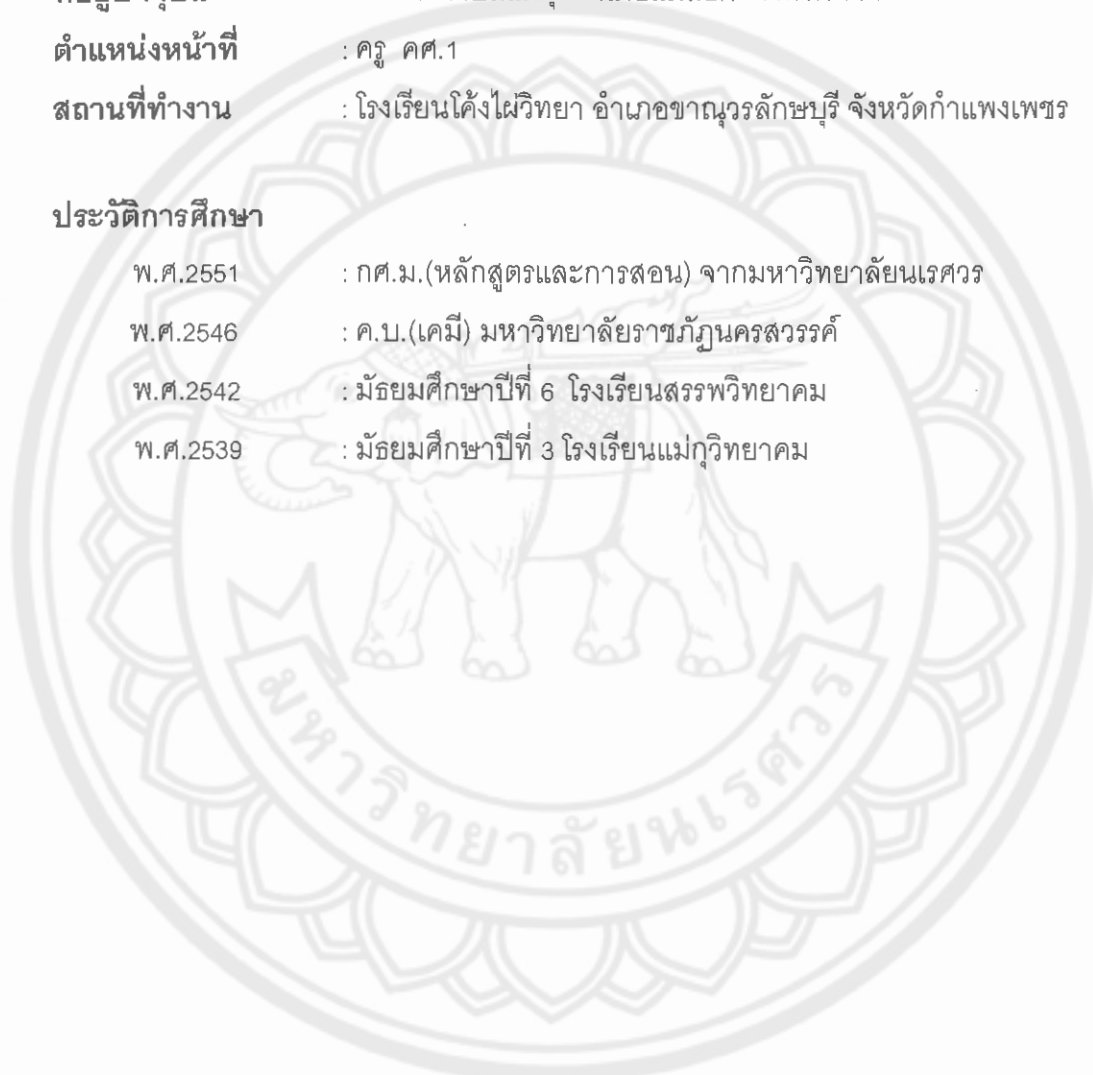 ตำแหน่งหน้าที่ : ครู คศ.1
สถานที่ทำงาน : โรงเรียนโค้งไผ่วิทยา อำเภอขาณุวรลักษบุรี จังหวัดกำแพงเพชร
ประวัติการศึกษา
พ.ศ.2551 : กศ.ม.(หลักสูตรและการสอน) จากมหาวิทยาลัยนเรศวร
พ.ศ.2546 : ค.บ.(เคมี) มหาวิทยาลัยราชภัฏนครสวรรค์
พ.ศ.2542 : มัธยมศึกษาปีที่ 6 โรงเรียนสรรพวิทยาคม
พ.ศ.2539 : มัธยมศึกษาปีที่ 3 โรงเรียนแม่กุวิทยาคม
มหาวิทยาลัยนเรศวร